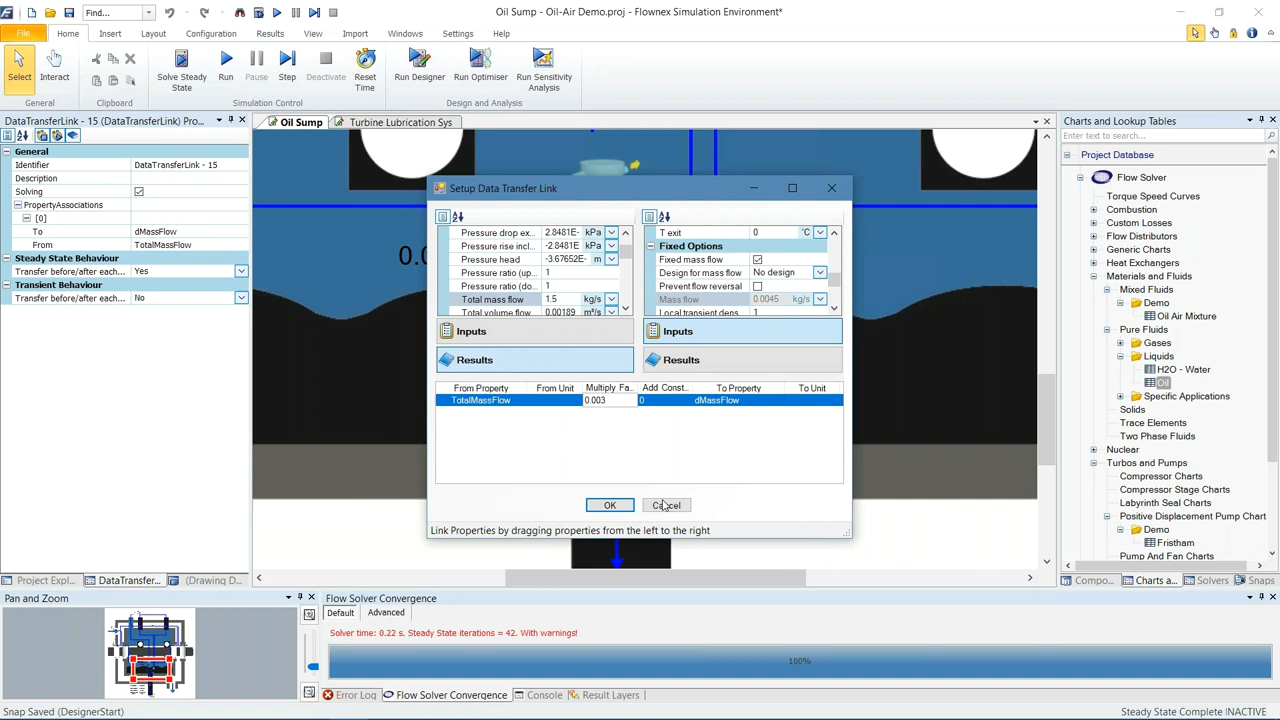 Find...
Oil Sump - Oil-Air Demo.proj - Flownex Simulation Environment*
File Home Insert Layout Configuration Results View Import Windows Settings Help
Select Interact Solve Steady State Run Pause Step Deactivate Reset Time Run Designer Run Optimiser Run Sensitivity Analysis
General Clipboard Simulation Control Design and Analysis
DataTransferLink - 15 (DataTransferLink) Pro...
General
Identifier DataTransferLink - 15
Description
Solving
PropertyAssociations
[0]
To dMassFlow
From TotalMassFlow
Steady State Behaviour
Transfer before/after each... Yes
Transient Behaviour
Transfer before/after each... No
Project Expl... DataTransfer... (Drawing D...
Oil Sump Turbine Lubrication Sys
0.0
Setup Data Transfer Link
Pressure drop ex... 2.8481E- kPa
Pressure rise incl... -2.8481E kPa
Pressure head -3.67652E- m
Pressure ratio (up... 1
Pressure ratio (do... 1
Total mass flow 1.5 kg/s
Total volume flow 0.00189 m³/s
Inputs
Results
T exit 0 °C
Fixed Options
Fixed mass flow
Design for mass flow No design
Prevent flow reversal
Mass flow 0.0045 kg/s
Local transient dens... 1
Inputs
Results
From Property From Unit Multiply Fa... Add Const... To Property To Unit
TotalMassFlow 0.003 0 dMassFlow
OK Cancel
Link Properties by dragging properties from the left to the right
Charts and Lookup Tables
Enter text to search...
Project Database
Flow Solver
Torque Speed Curves
Combustion
Custom Losses
Flow Distributors
Generic Charts
Heat Exchangers
Materials and Fluids
Mixed Fluids
Demo
Oil Air Mixture
Pure Fluids
Gases
Liquids
H2O - Water
Oil
Specific Applications
Solids
Trace Elements
Two Phase Fluids
Nuclear
Turbos and Pumps
Compressor Charts
Compressor Stage Charts
Labyrinth Seal Charts
Positive Displacement Pump Chart
Demo
Fristham
Pump And Fan Charts
Compo... Charts a... Solvers Snaps
Pan and Zoom
Flow Solver Convergence
Default Advanced
Solver time: 0.22 s. Steady State iterations = 42. With warnings!
100%
Error Log Flow Solver Convergence Console Result Layers
Snap Saved (DesignerStart)
Steady State Complete INACTIVE